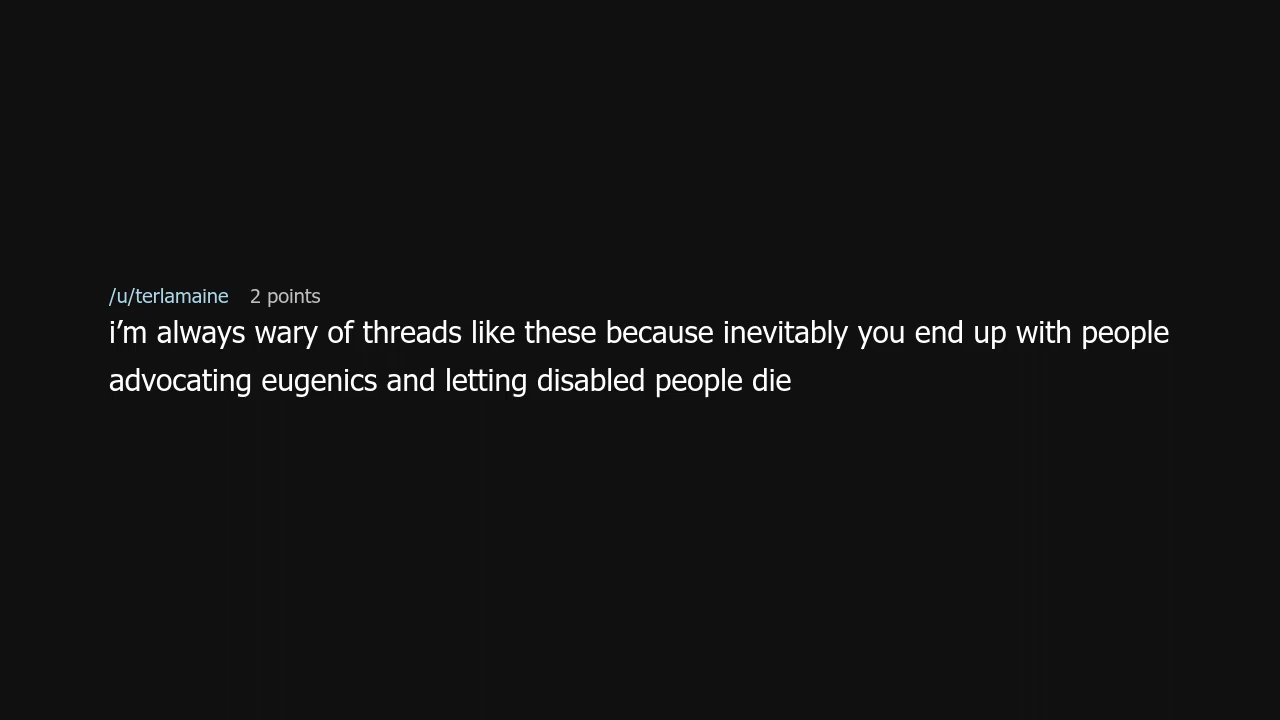 /u/terlamaine 2 points
i’m always wary of threads like these because inevitably you end up with people
advocating eugenics and letting disabled people die